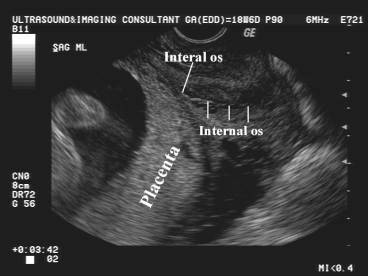 ULTRASOUND&IMAGING CONSULTANT GA(EDD)=18W6D P90 6MHz E721
B11
GE
SAG ML
Interal os
Internal os
Placenta
CN0
8cm
DR72
G 56
+0:03:42
02
MI<0.4